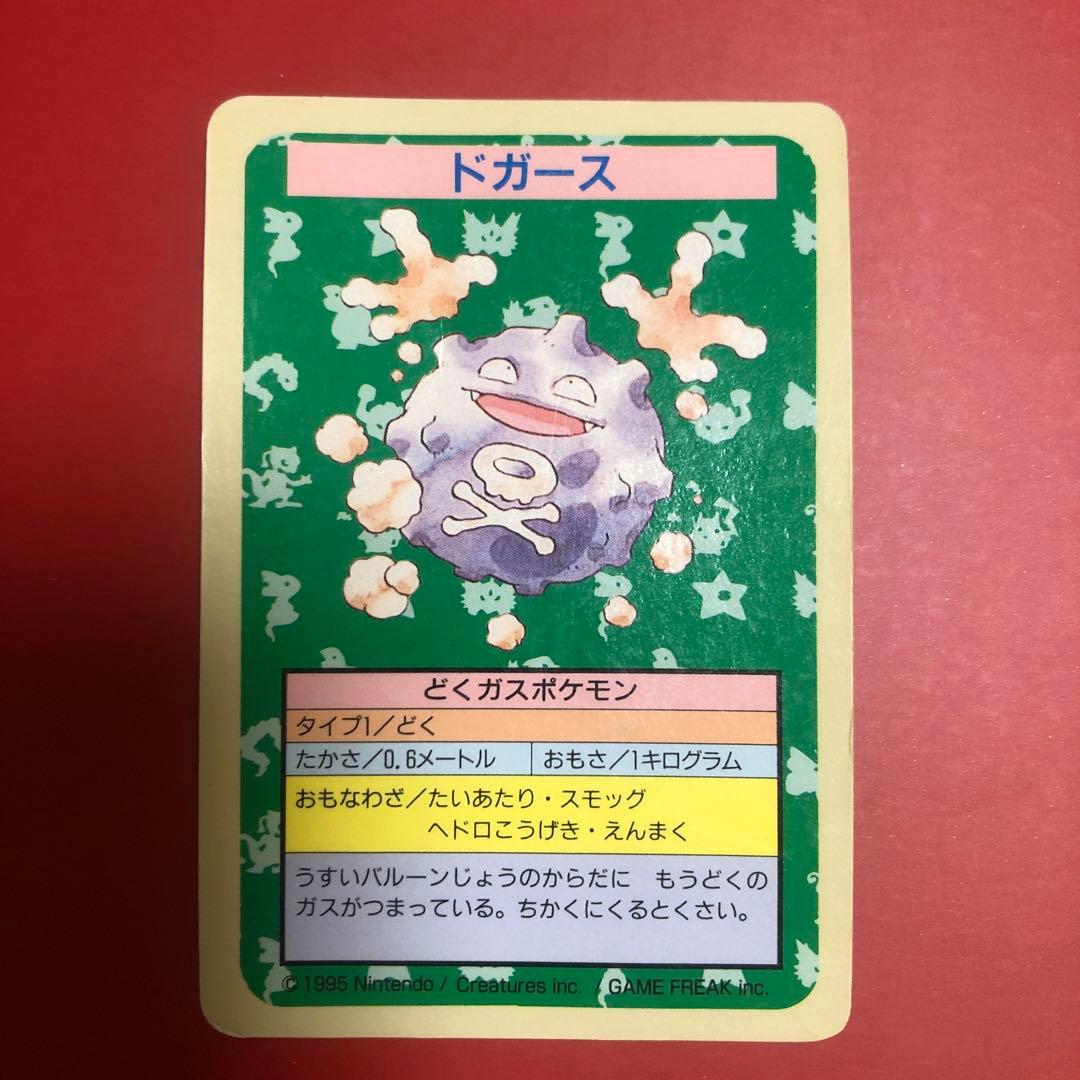 ドガース
どくガスポケモン
タイプ1／どく
たかさ／0.6メートル
おもさ／1キログラム
おもなわざ／たいあたり・スモッグ
ヘドロこうげき・えんまく
うすいバルーンじょうのからだに　もうどくの
ガスがつまっている。ちかくにくるとくさい。
© 1995 Nintendo / Creatures inc. / GAME FREAK inc.